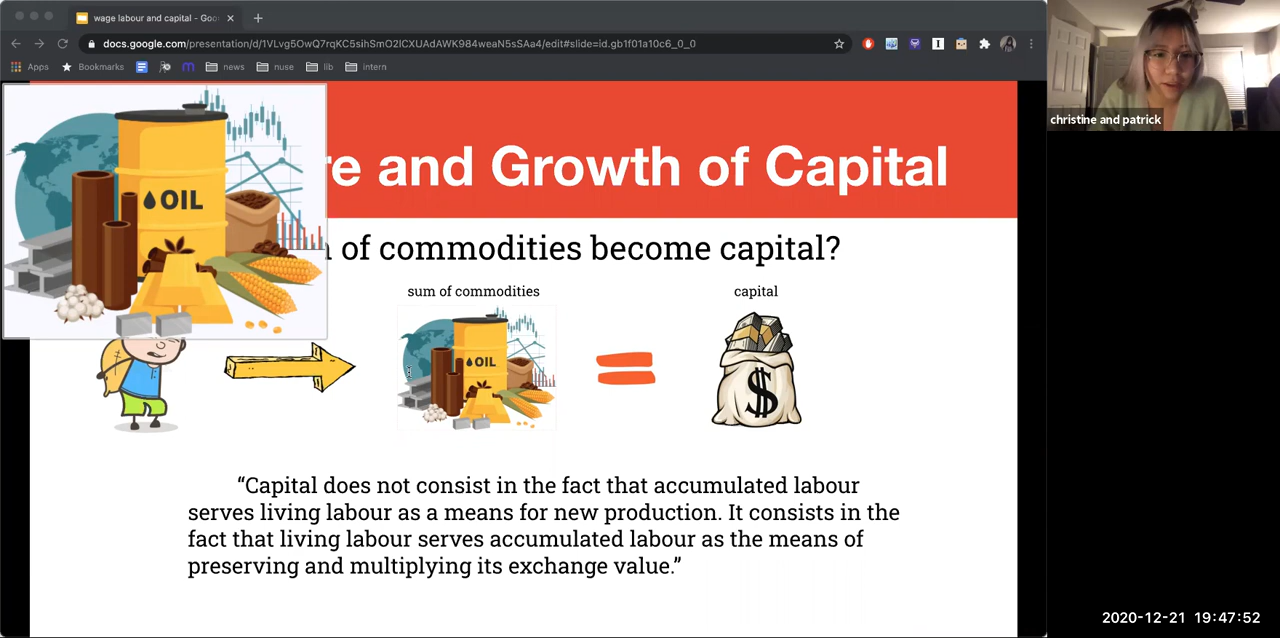 wage labour and capital - Goo
docs.google.com/presentation/d/1VLvg5OwQ7rqKC5sihSmO2ICXUAdAWK984weaN5sSAa4/edit#slide=id.gb1f01a10c6_0_0
Apps Bookmarks news nuse lib intern
christine and patrick
re and Growth of Capital
OIL
of commodities become capital?
sum of commodities
capital
OIL
$
“Capital does not consist in the fact that accumulated labour
serves living labour as a means for new production. It consists in the
fact that living labour serves accumulated labour as the means of
preserving and multiplying its exchange value.”
2020-12-21 19:47:52